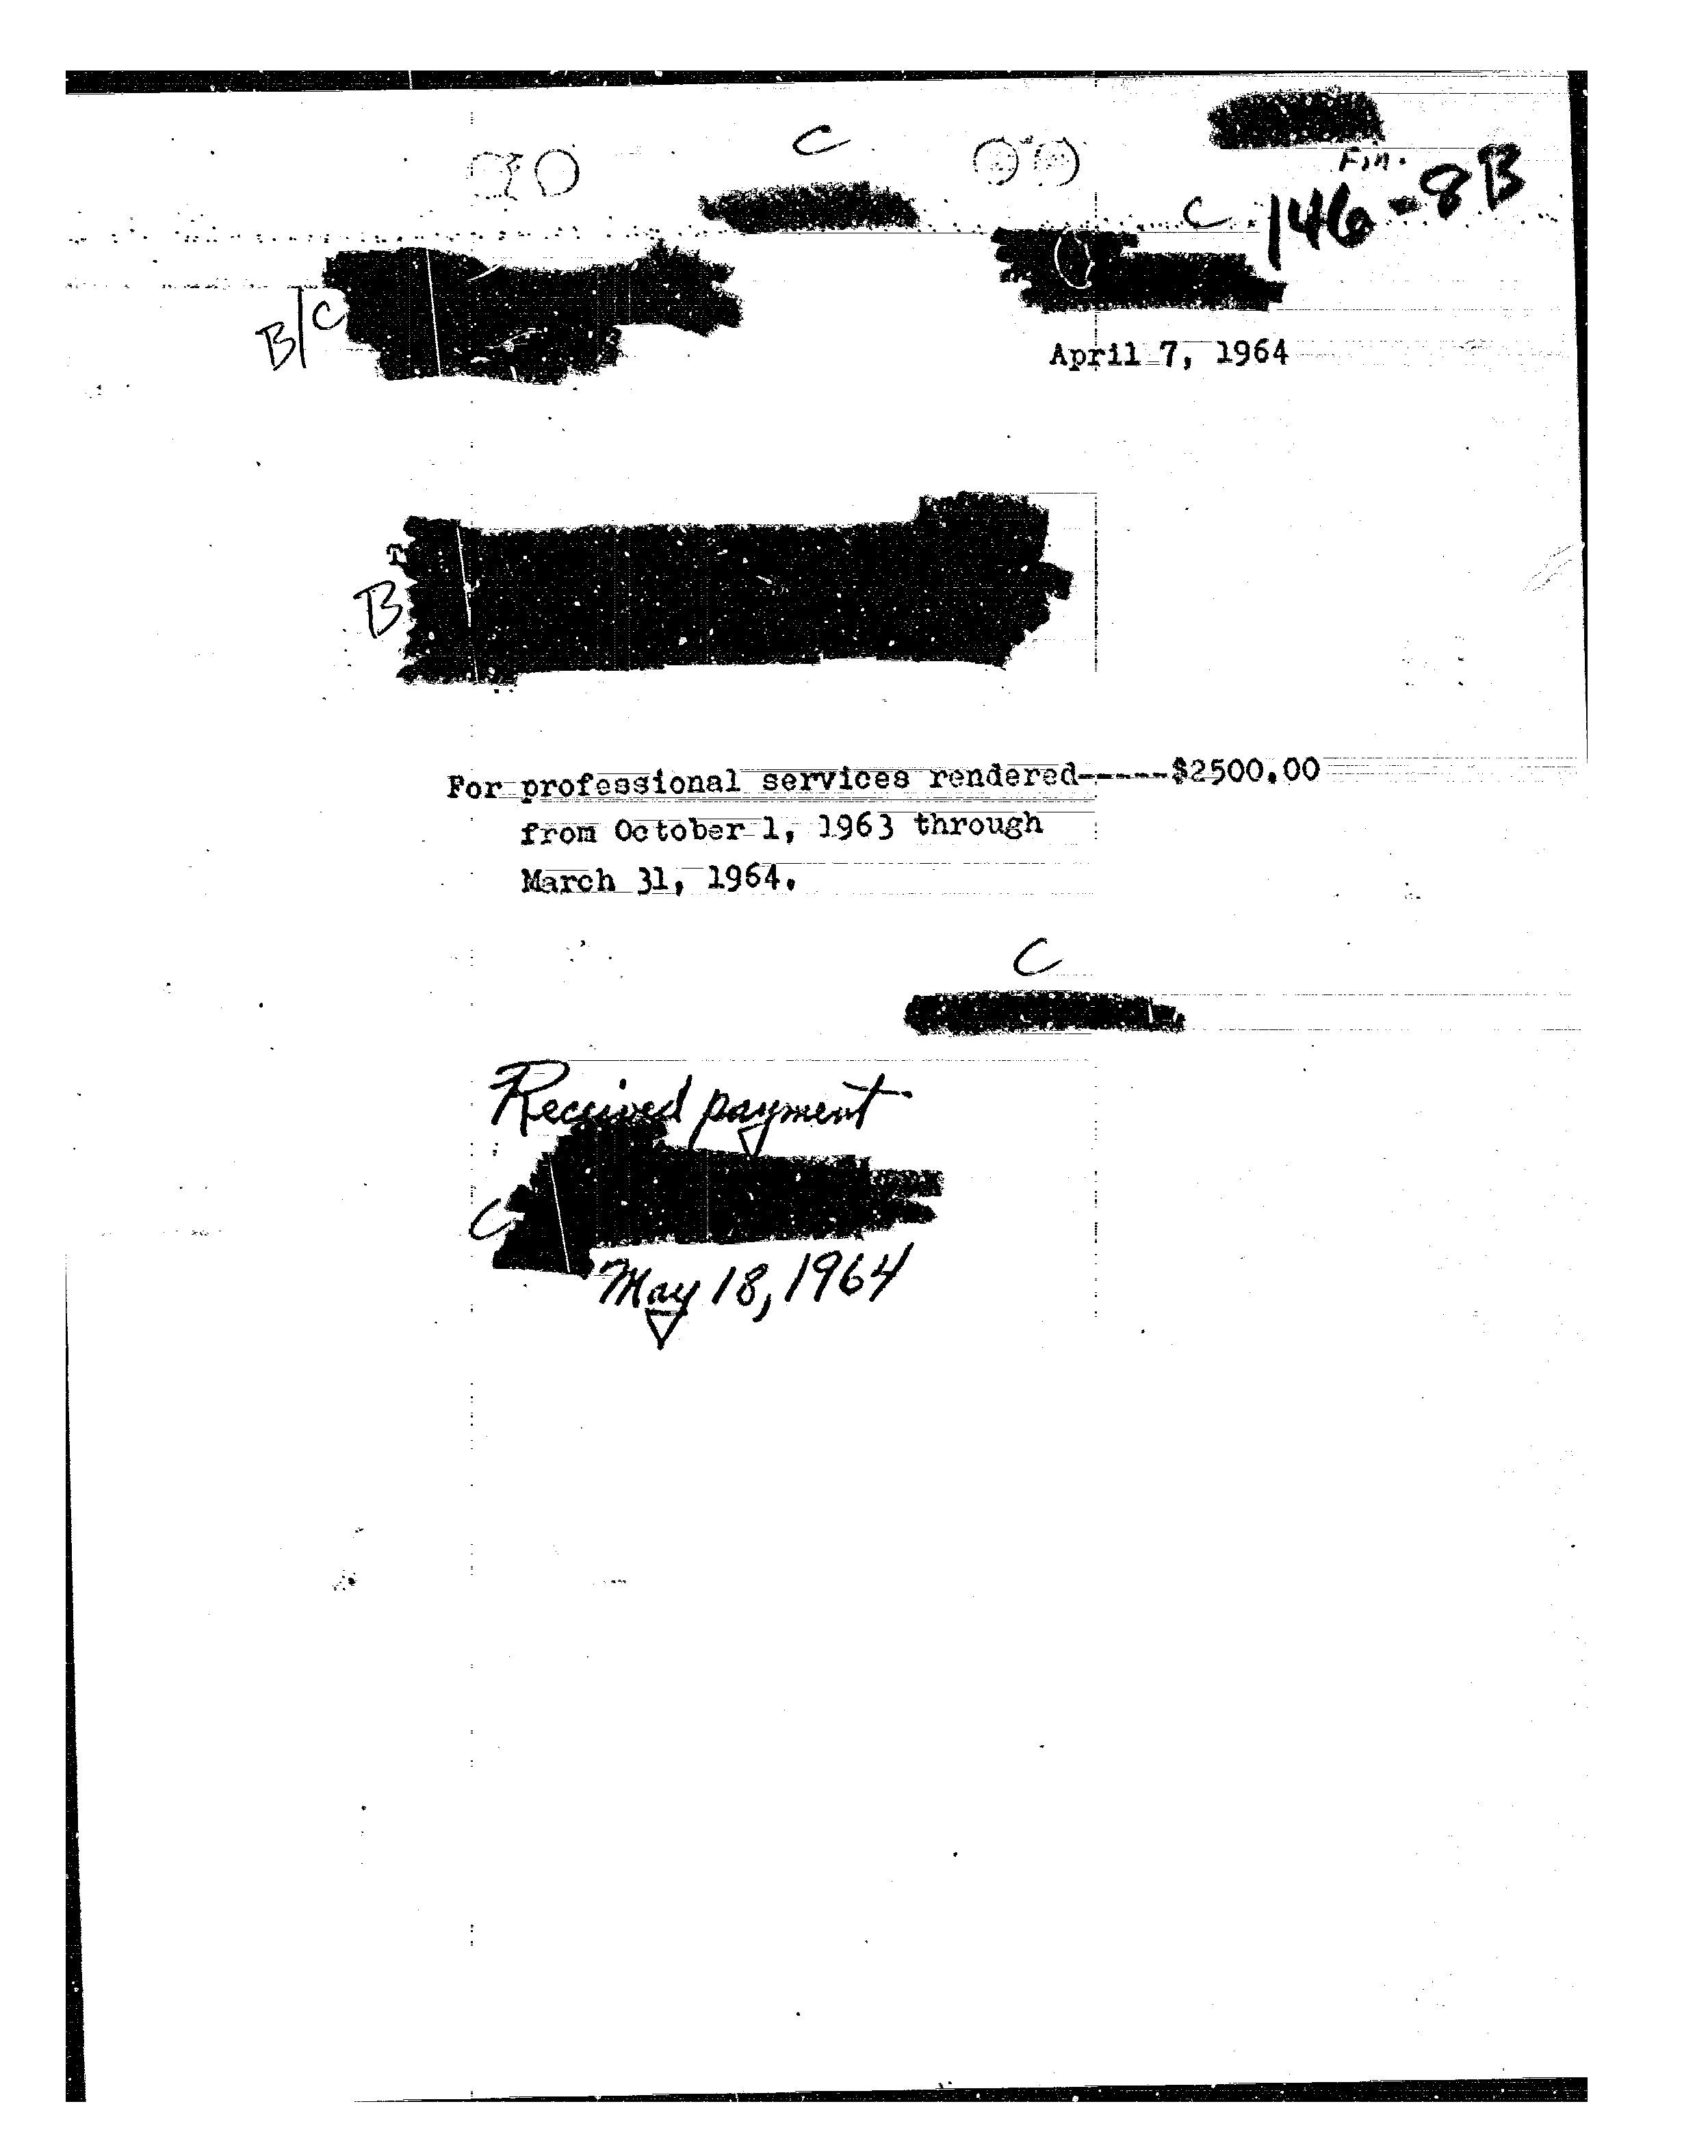 C
Fin.
146-8B
C
B/C
April 7, 1964
B
For professional services rendered-----$2500.00
from October 1, 1963 through
March 31, 1964.
C
Received payment
C
May 18, 1964